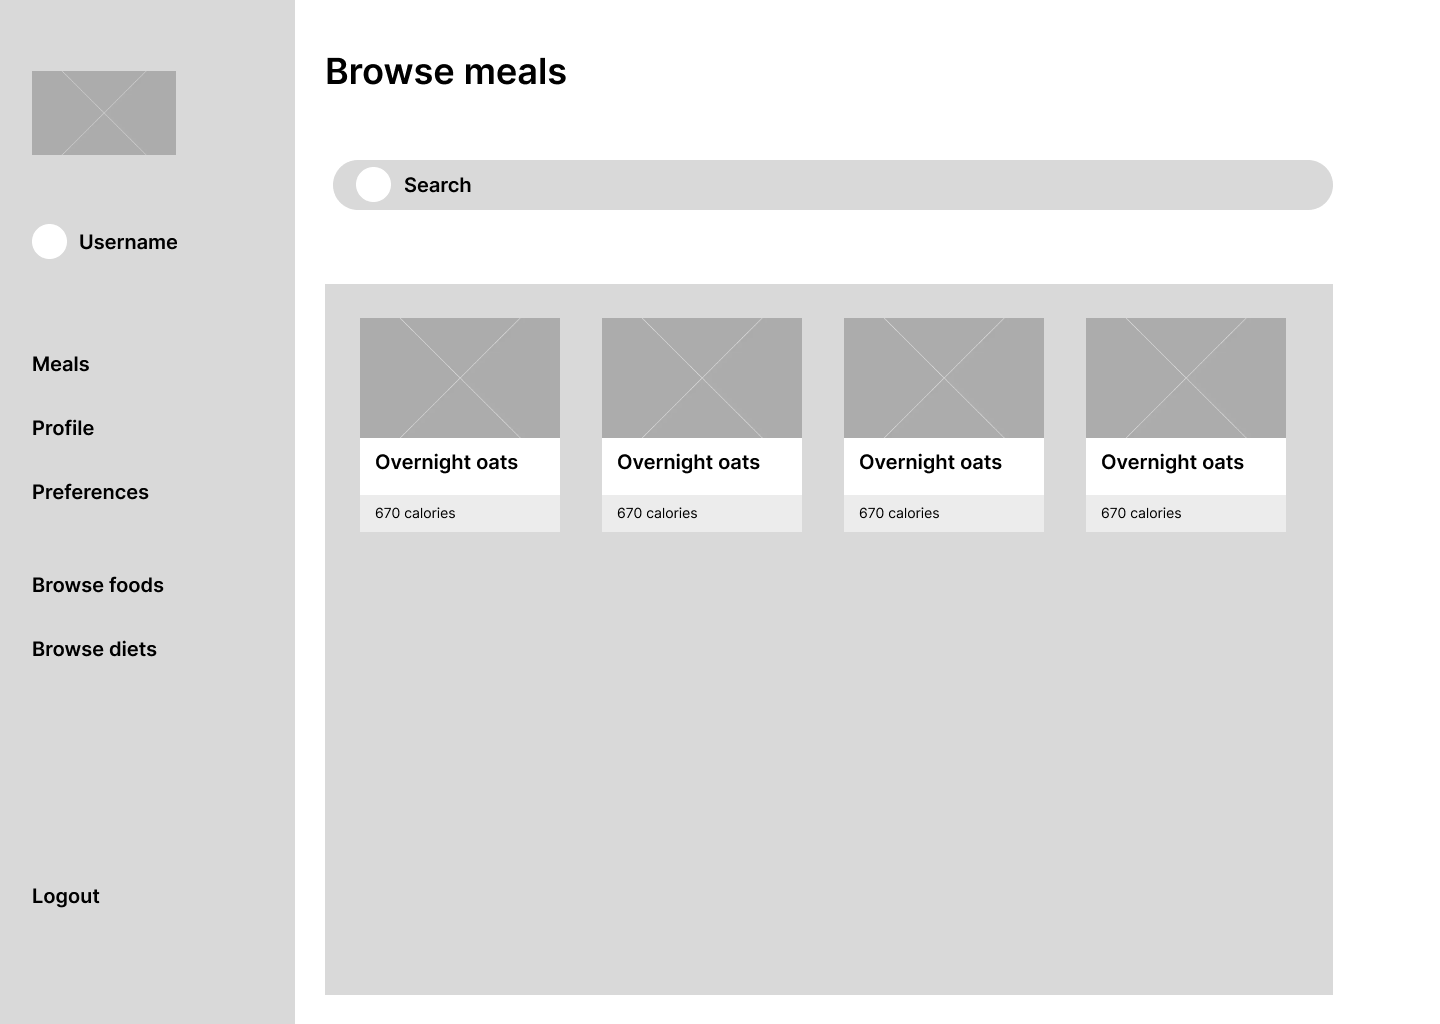 Username
Meals
Profile
Preferences
Browse foods
Browse diets
Logout
Browse meals
Search
Overnight oats
670 calories
Overnight oats
670 calories
Overnight oats
670 calories
Overnight oats
670 calories